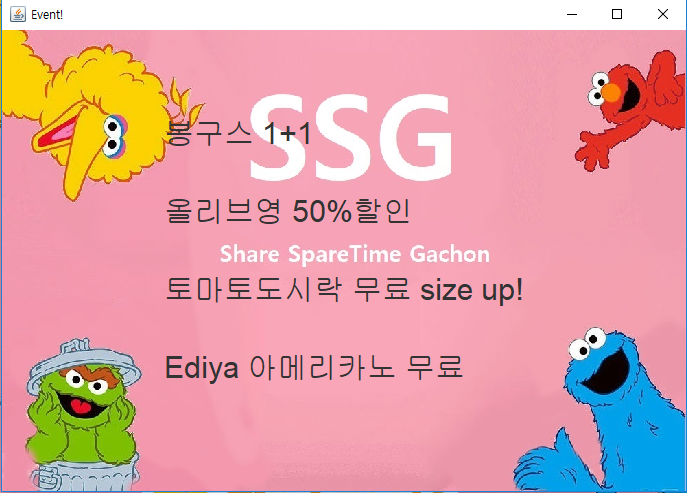 Event!
SSG
봉구스 1+1
올리브영 50%할인
Share SpareTime Gachon
토마토도시락 무료 size up!
Ediya 아메리카노 무료